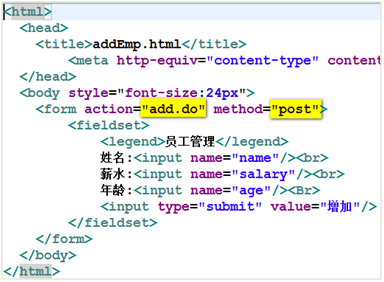 <html>
<head>
<title>addEmp.html</title>
<meta http-equiv="content-type" content
</head>
<body style="font-size:24px">
<form action="add.do" method="post">
<fieldset>
<legend>员工管理</legend>
姓名:<input name="name"/><br>
薪水:<input name="salary"/><br>
年龄:<input name="age"/><Br>
<input type="submit" value="增加"/>
</fieldset>
</form>
</body>
</html>